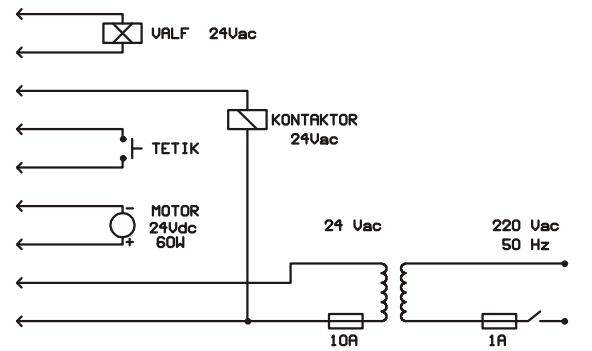 VALF 24Vac
KONTAKTOR
24Vac
TETIK
MOTOR
24Vdc
60W
24 Vac
220 Vac
50 Hz
10A
1A